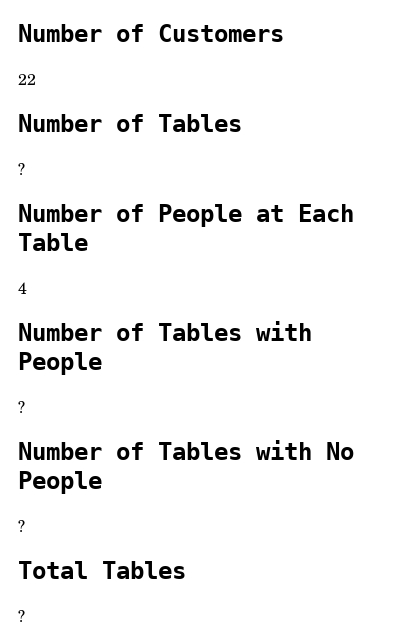 Number of Customers
22
Number of Tables
?
Number of People at Each
Table
4
Number of Tables with
People
?
Number of Tables with No
People
?
Total Tables
?